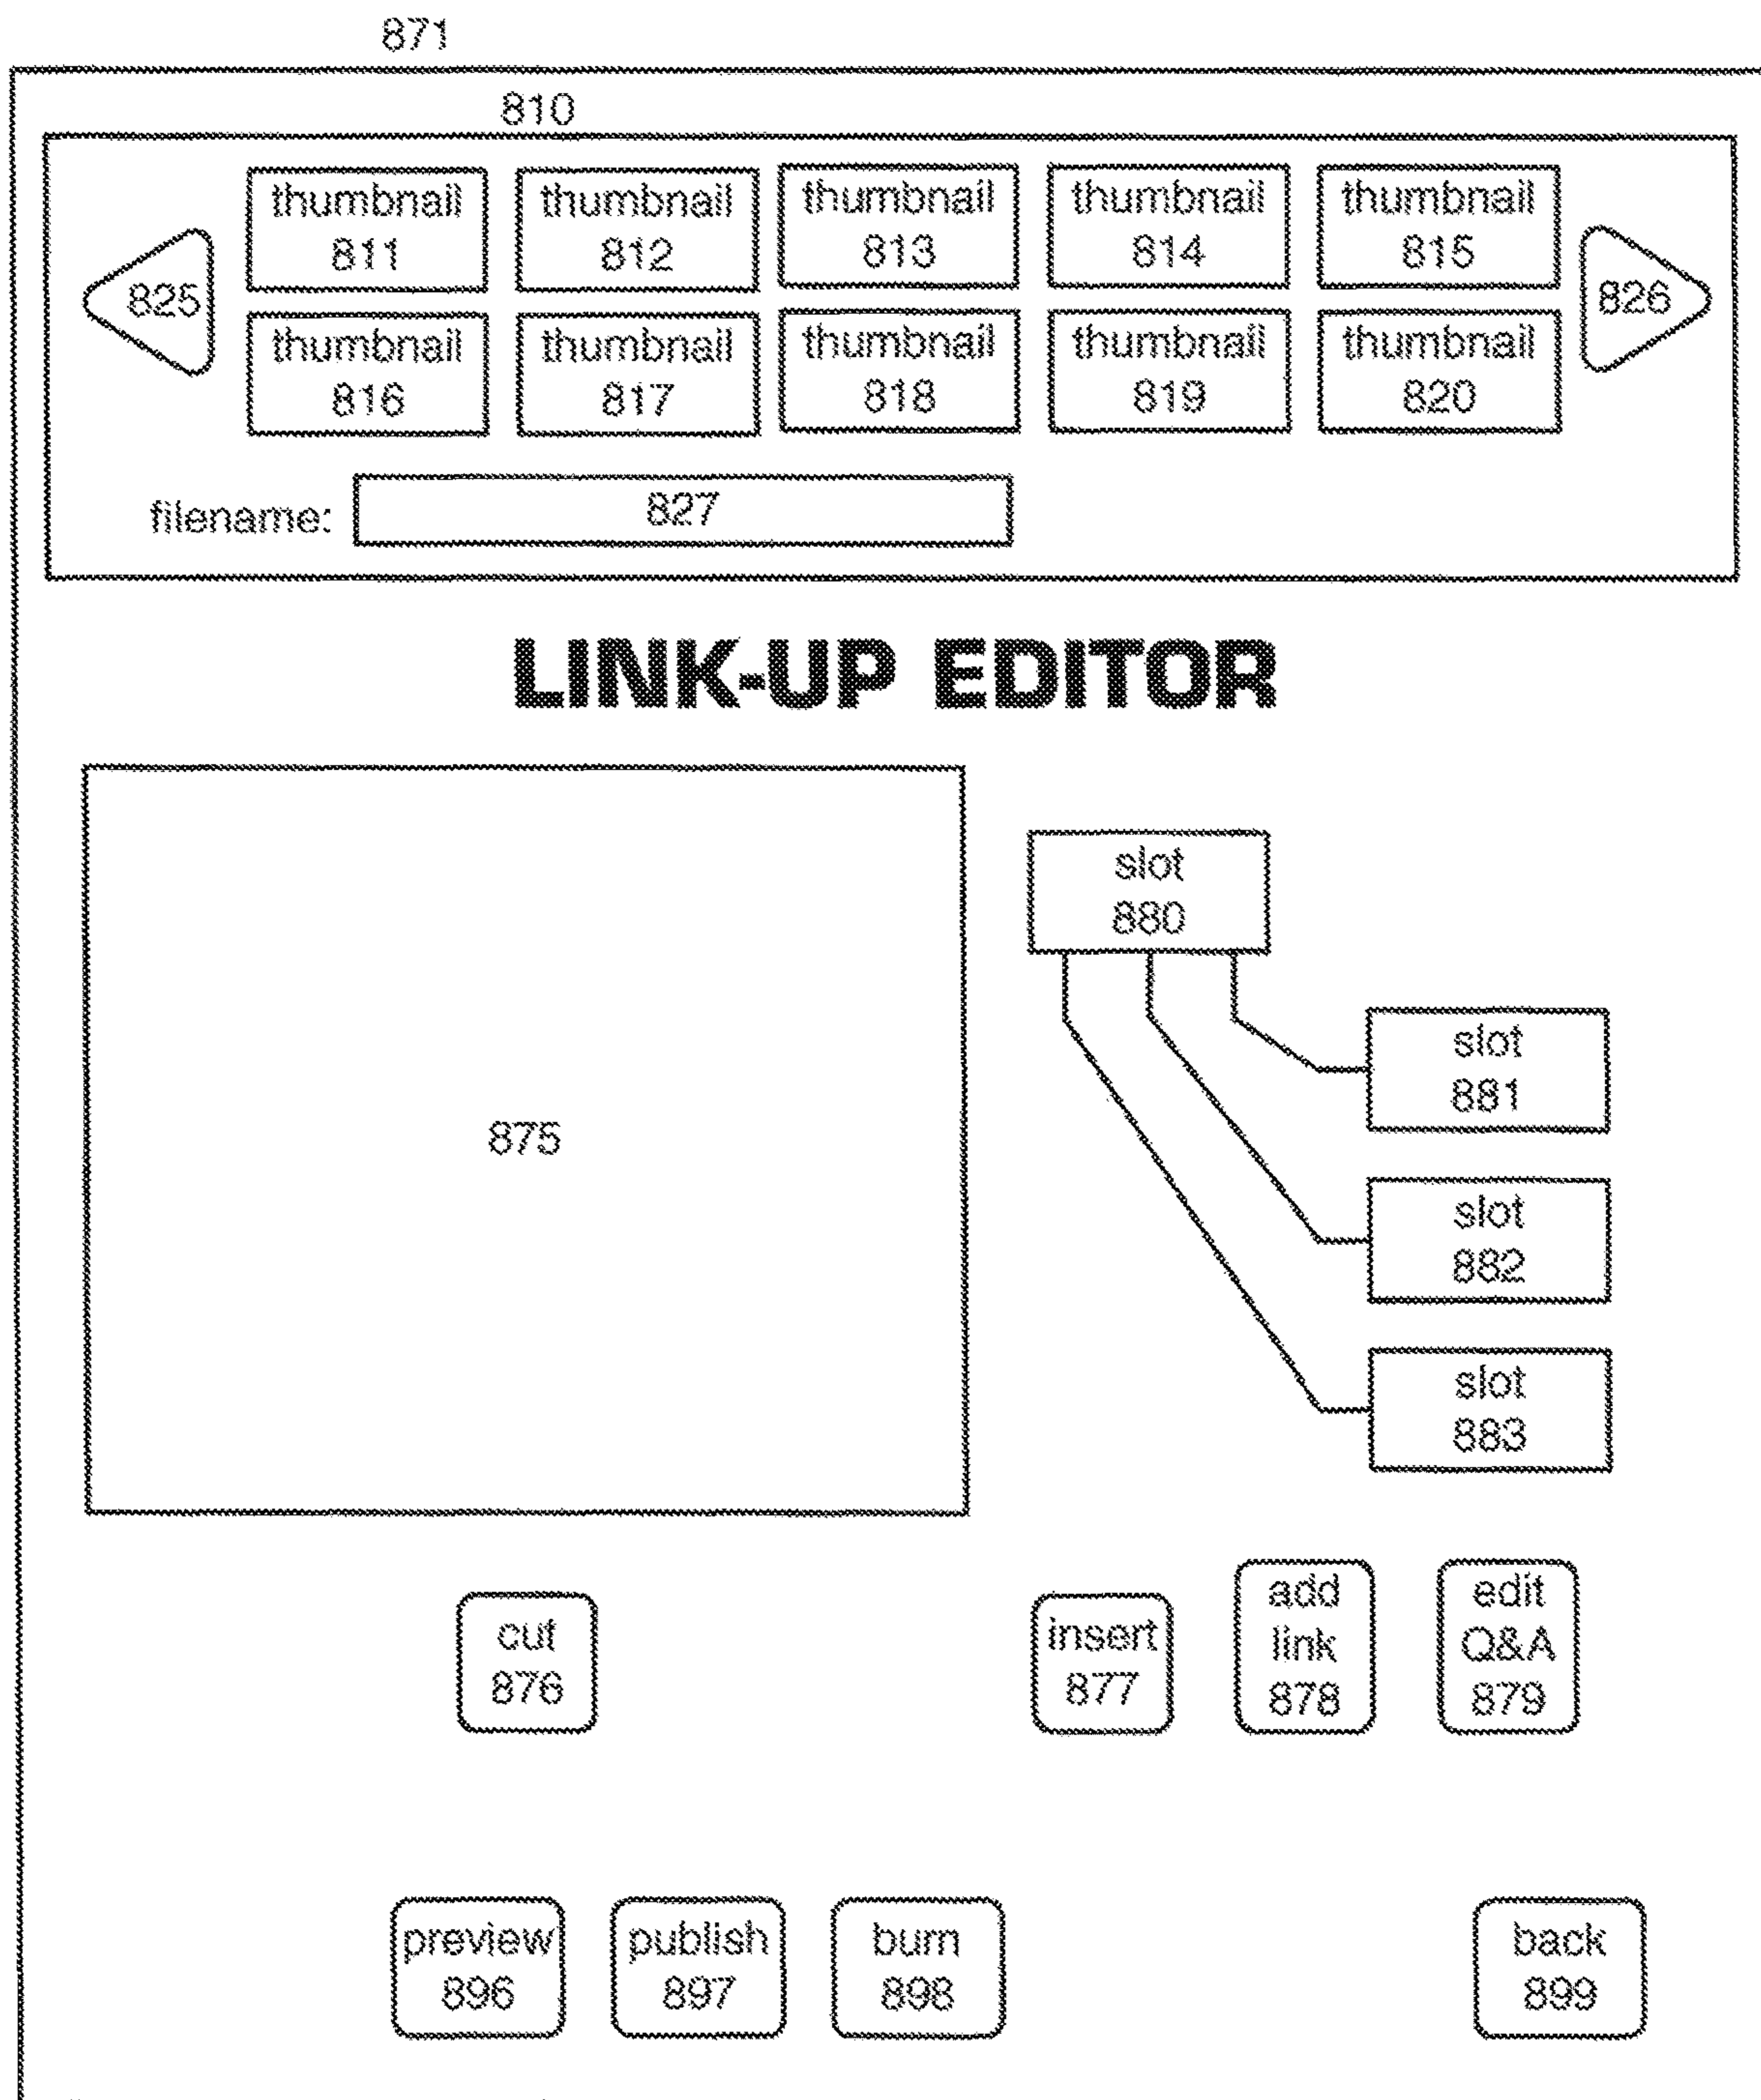 871
810
thumbnail thumbnail thumbnail thumbnail thumbnail
811 812 813 814 815
825 826
thumbnail thumbnail thumbnail thumbnail thumbnail
816 817 818 819 820
filename: 827
LINK-UP EDITOR
slot
880
slot
881
875
slot
882
slot
883
cut
876
insert
877
add
link
878
edit
Q&A
879
preview
896
publish
897
burn
898
back
899